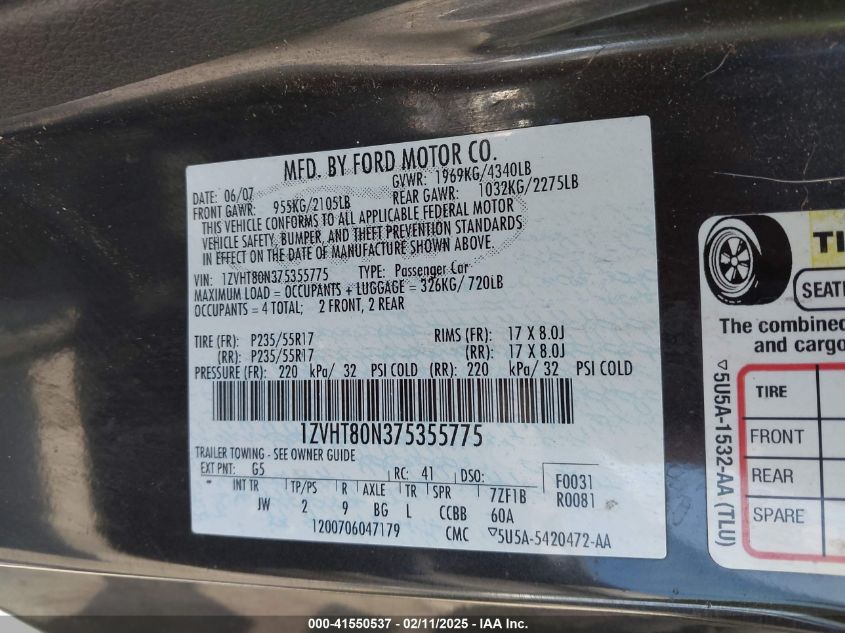 MFD. BY FORD MOTOR CO.
DATE: 06/07 GVWR: 1969KG/4340LB
FRONT GAWR: 955KG/2105LB REAR GAWR: 1032KG/2275LB
THIS VEHICLE CONFORMS TO ALL APPLICABLE FEDERAL MOTOR
VEHICLE SAFETY, BUMPER, AND THEFT PREVENTION STANDARDS
IN EFFECT ON THE DATE OF MANUFACTURE SHOWN ABOVE.
VIN: 1ZVHT80N375355775 TYPE: Passenger Car
MAXIMUM LOAD = OCCUPANTS + LUGGAGE = 326KG/720LB
OCCUPANTS = 4 TOTAL; 2 FRONT, 2 REAR
TIRE (FR): P235/55R17 RIMS (FR): 17 X 8.0J
(RR): P235/55R17 (RR): 17 X 8.0J
PRESSURE (FR): 220 kPa/ 32 PSI COLD (RR): 220 kPa/ 32 PSI COLD
1ZVHT80N375355775
TRAILER TOWING - SEE OWNER GUIDE
EXT PNT: G5 RC: 41 DSO: F0031
INT TR TP/PS R AXLE TR SPR 7ZF1B R0081
JW 2 9 BG L CCBB 60A
1200706047179 CMC ▽5U5A-5420472-AA
TI
SEATI
The combined
and cargo
TIRE
FRONT
REAR
SPARE
▽5U5A-1532-AA (TLU)
000-41550537 - 02/11/2025 - IAA Inc.